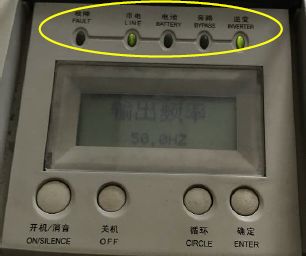 故障 市电 电池 旁路 逆变
FAULT LINE BATTERY BYPASS INVERTER
输出频率
50.0HZ
开机/消音 关机 循环 确定
ON/SILENCE OFF CIRCLE ENTER